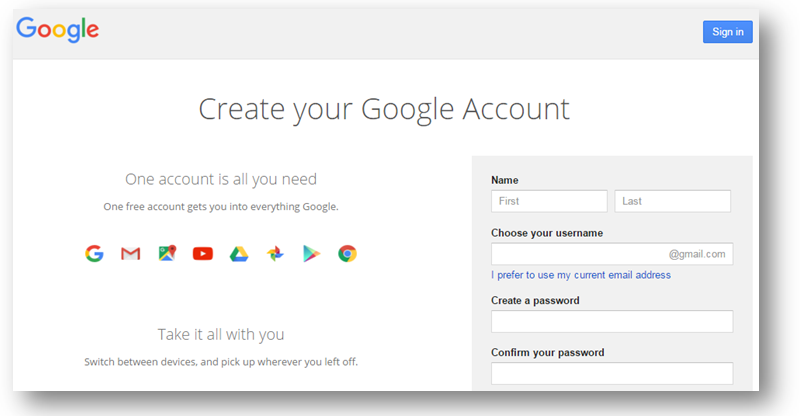 Google
Sign in
Create your Google Account
One account is all you need
One free account gets you into everything Google.
Take it all with you
Switch between devices, and pick up wherever you left off.
Name
First Last
Choose your username
@gmail.com
I prefer to use my current email address
Create a password
Confirm your password